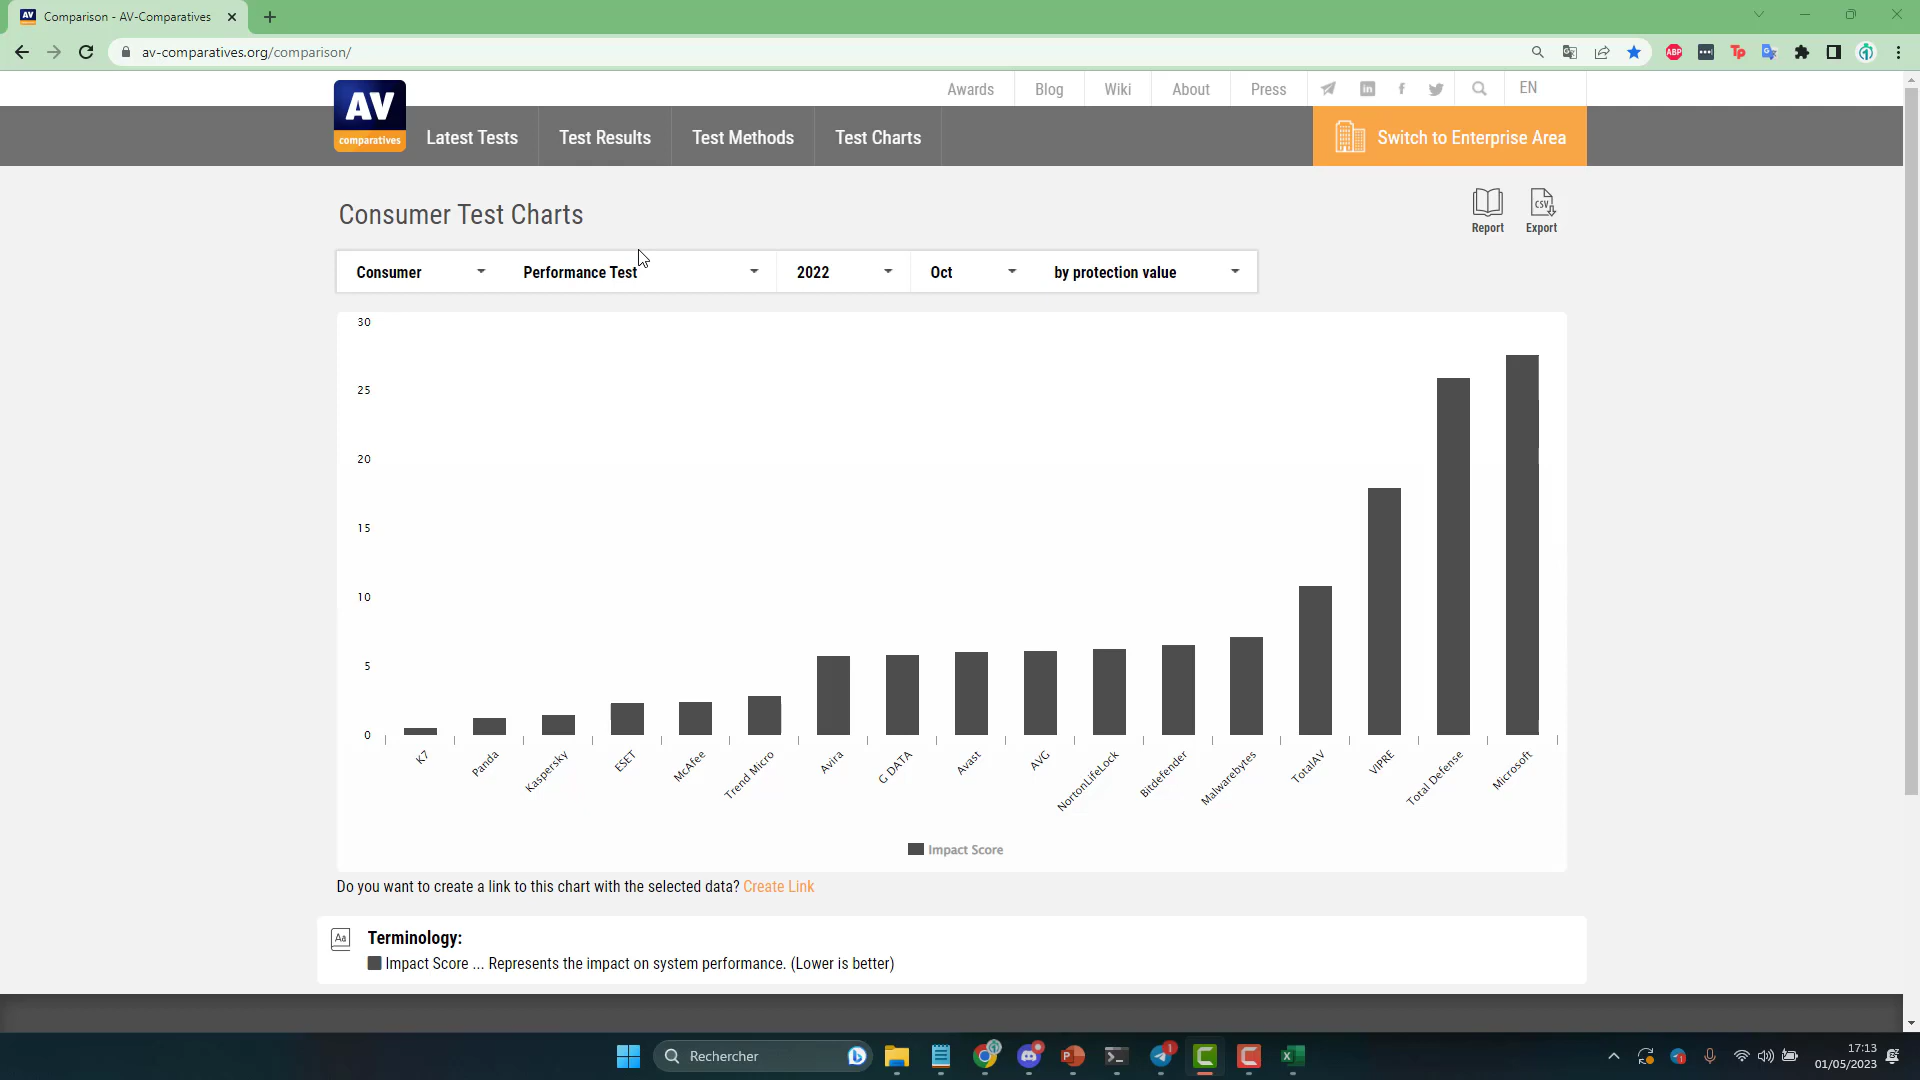 Comparison - AV-Comparatives
av-comparatives.org/comparison/
ABP
Tp
Awards
Blog
Wiki
About
Press
EN
AV
comparatives
Latest Tests
Test Results
Test Methods
Test Charts
Switch to Enterprise Area
Consumer Test Charts
CSV
Report
Export
Consumer
Performance Test
2022
Oct
by protection value
30
25
20
15
10
5
0
K7
Panda
Kaspersky
ESET
McAfee
Trend Micro
Avira
G DATA
Avast
AVG
NortonLifeLock
Bitdefender
Malwarebytes
TotalAV
VIPRE
Total Defense
Microsoft
Impact Score
Do you want to create a link to this chart with the selected data? Create Link
Aa
Terminology:
Impact Score ... Represents the impact on system performance. (Lower is better)
Rechercher
17:13
01/05/2023